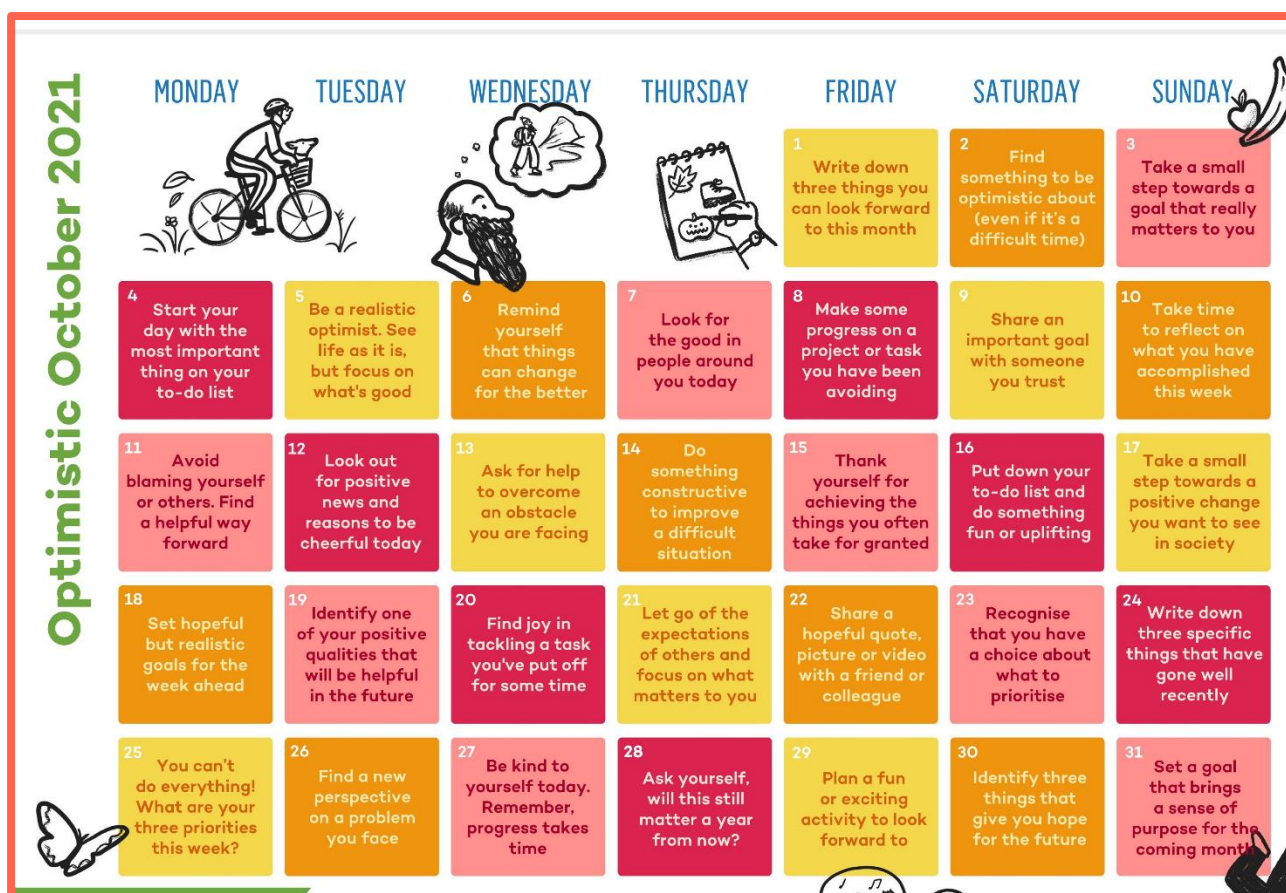 Optimistic October 2021
MONDAY
TUESDAY
WEDNESDAY
THURSDAY
FRIDAY
SATURDAY
SUNDAY
1
Write down
three things you
can look forward
to this month
2
Find
something to be
optimistic about
(even if it's a
difficult time)
3
Take a small
step towards a
goal that really
matters to you
4
Start your
day with the
most important
thing on your
to-do list
5
Be a realistic
optimist. See
life as it is,
but focus on
what's good
6
Remind
yourself
that things
can change
for the better
7
Look for
the good in
people around
you today
8
Make some
progress on a
project or task
you have been
avoiding
9
Share an
important goal
with someone
you trust
10
Take time
to reflect on
what you have
accomplished
this week
11
Avoid
blaming yourself
or others. Find
a helpful way
forward
12
Look out
for positive
news and
reasons to be
cheerful today
13
Ask for help
to overcome
an obstacle
you are facing
14
Do
something
constructive
to improve
a difficult
situation
15
Thank
yourself for
achieving the
things you often
take for granted
16
Put down your
to-do list and
do something
fun or uplifting
17
Take a small
step towards a
positive change
you want to see
in society
18
Set hopeful
but realistic
goals for the
week ahead
19
Identify one
of your positive
qualities that
will be helpful
in the future
20
Find joy in
tackling a task
you've put off
for some time
21
Let go of the
expectations
of others and
focus on what
matters to you
22
Share a
hopeful quote,
picture or video
with a friend or
colleague
23
Recognise
that you have
a choice about
what to
prioritise
24
Write down
three specific
things that have
gone well
recently
25
You can't
do everything!
What are your
three priorities
this week?
26
Find a new
perspective
on a problem
you face
27
Be kind to
yourself today.
Remember,
progress takes
time
28
Ask yourself,
will this still
matter a year
from now?
29
Plan a fun
or exciting
activity to look
forward to
30
Identify three
things that
give you hope
for the future
31
Set a goal
that brings
a sense of
purpose for the
coming month